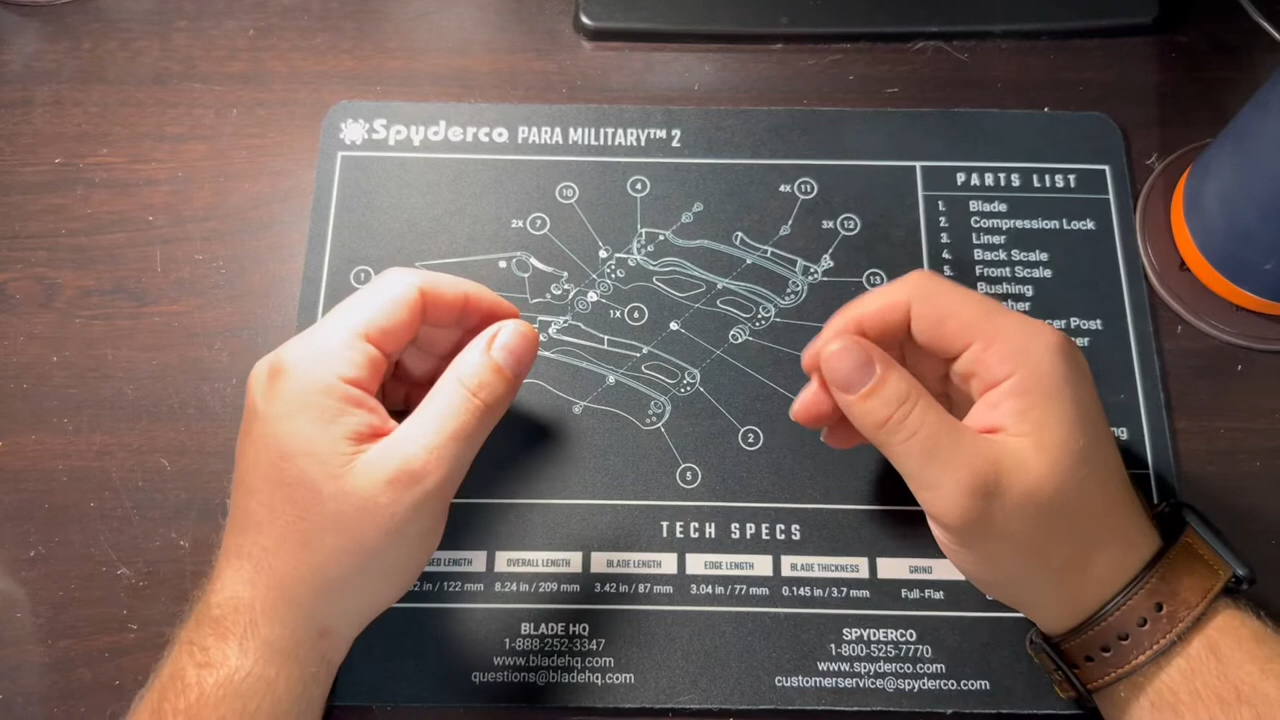 Spyderco PARA MILITARY™ 2
PARTS LIST
1. Blade
2. Compression Lock
3. Liner
4. Back Scale
5. Front Scale
Bushing
Post
10
4
4X 11
2X 7
3X 12
1
13
1X 6
2
5
TECH SPECS
OVERALL LENGTH
BLADE LENGTH
EDGE LENGTH
BLADE THICKNESS
GRIND
122 mm
8.24 in / 209 mm
3.42 in / 87 mm
3.04 in / 77 mm
0.145 in / 3.7 mm
Full-Flat
BLADE HQ
1-888-252-3347
www.bladehq.com
questions@bladehq.com
SPYDERCO
1-800-525-7770
www.spyderco.com
customerservice@spyderco.com